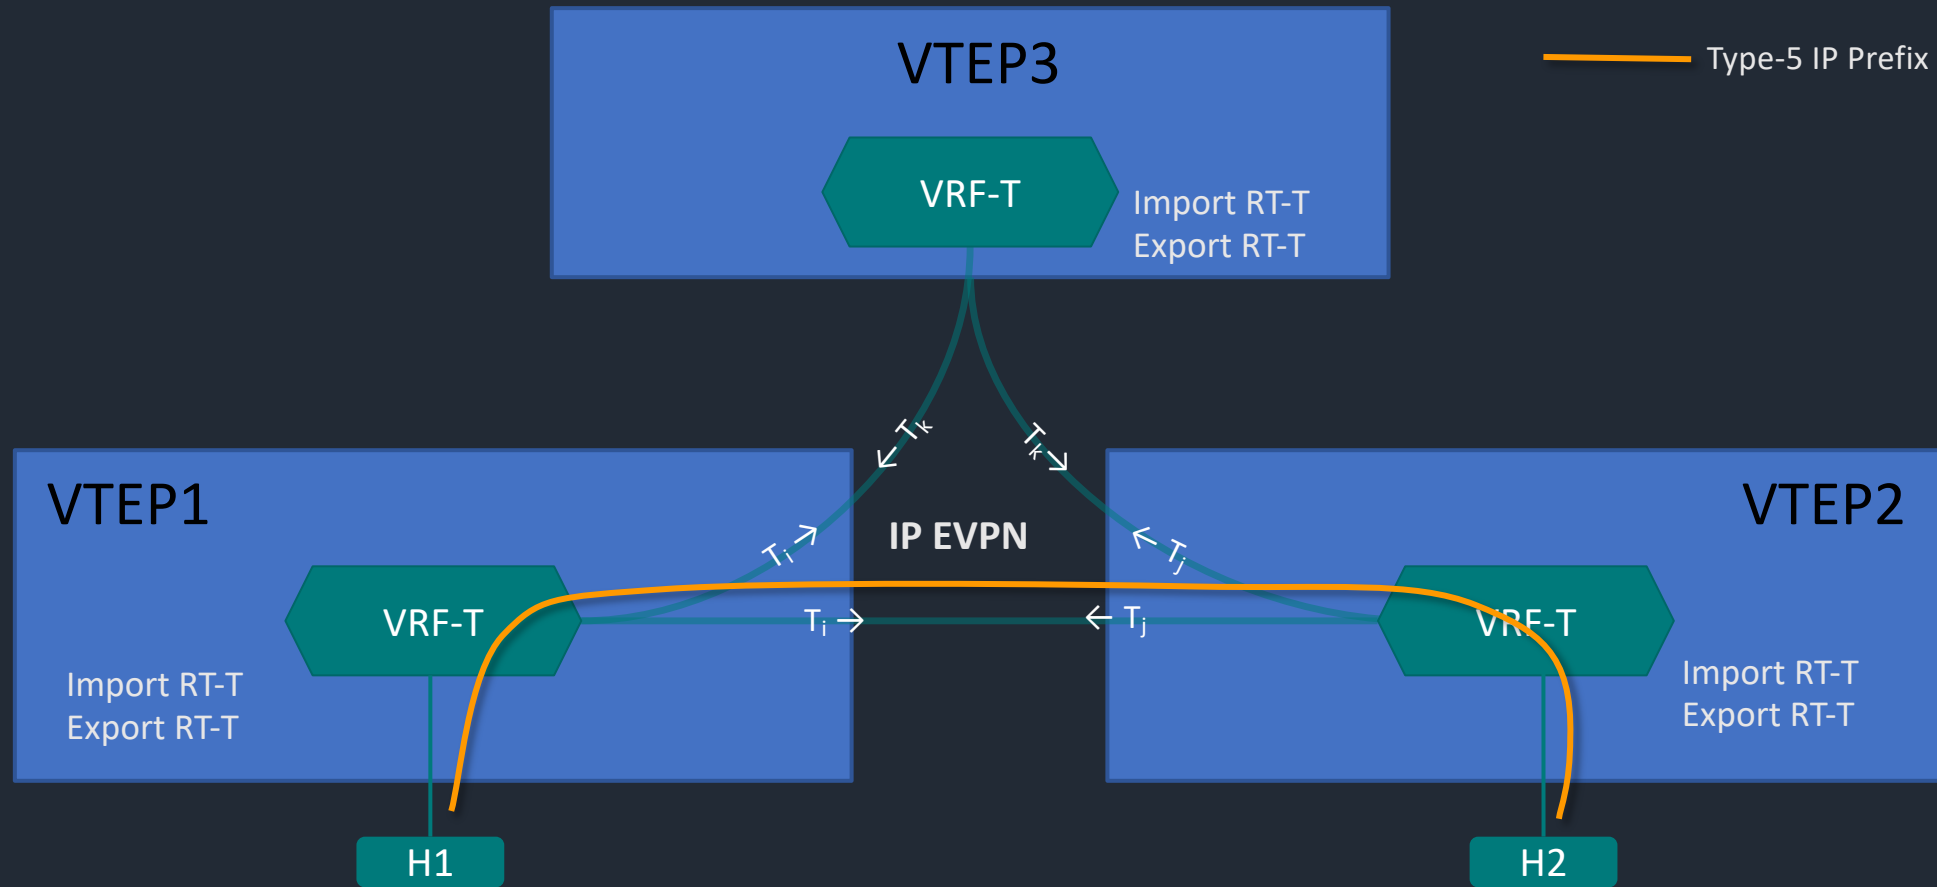 VTEP3
Type-5 IP Prefix
VRF-T
Import RT-T
Export RT-T
Tk
Tk
VTEP1
VTEP2
IP EVPN
Ti
Tj
VRF-T
Ti
Tj
VRF-T
Import RT-T
Export RT-T
Import RT-T
Export RT-T
H1
H2